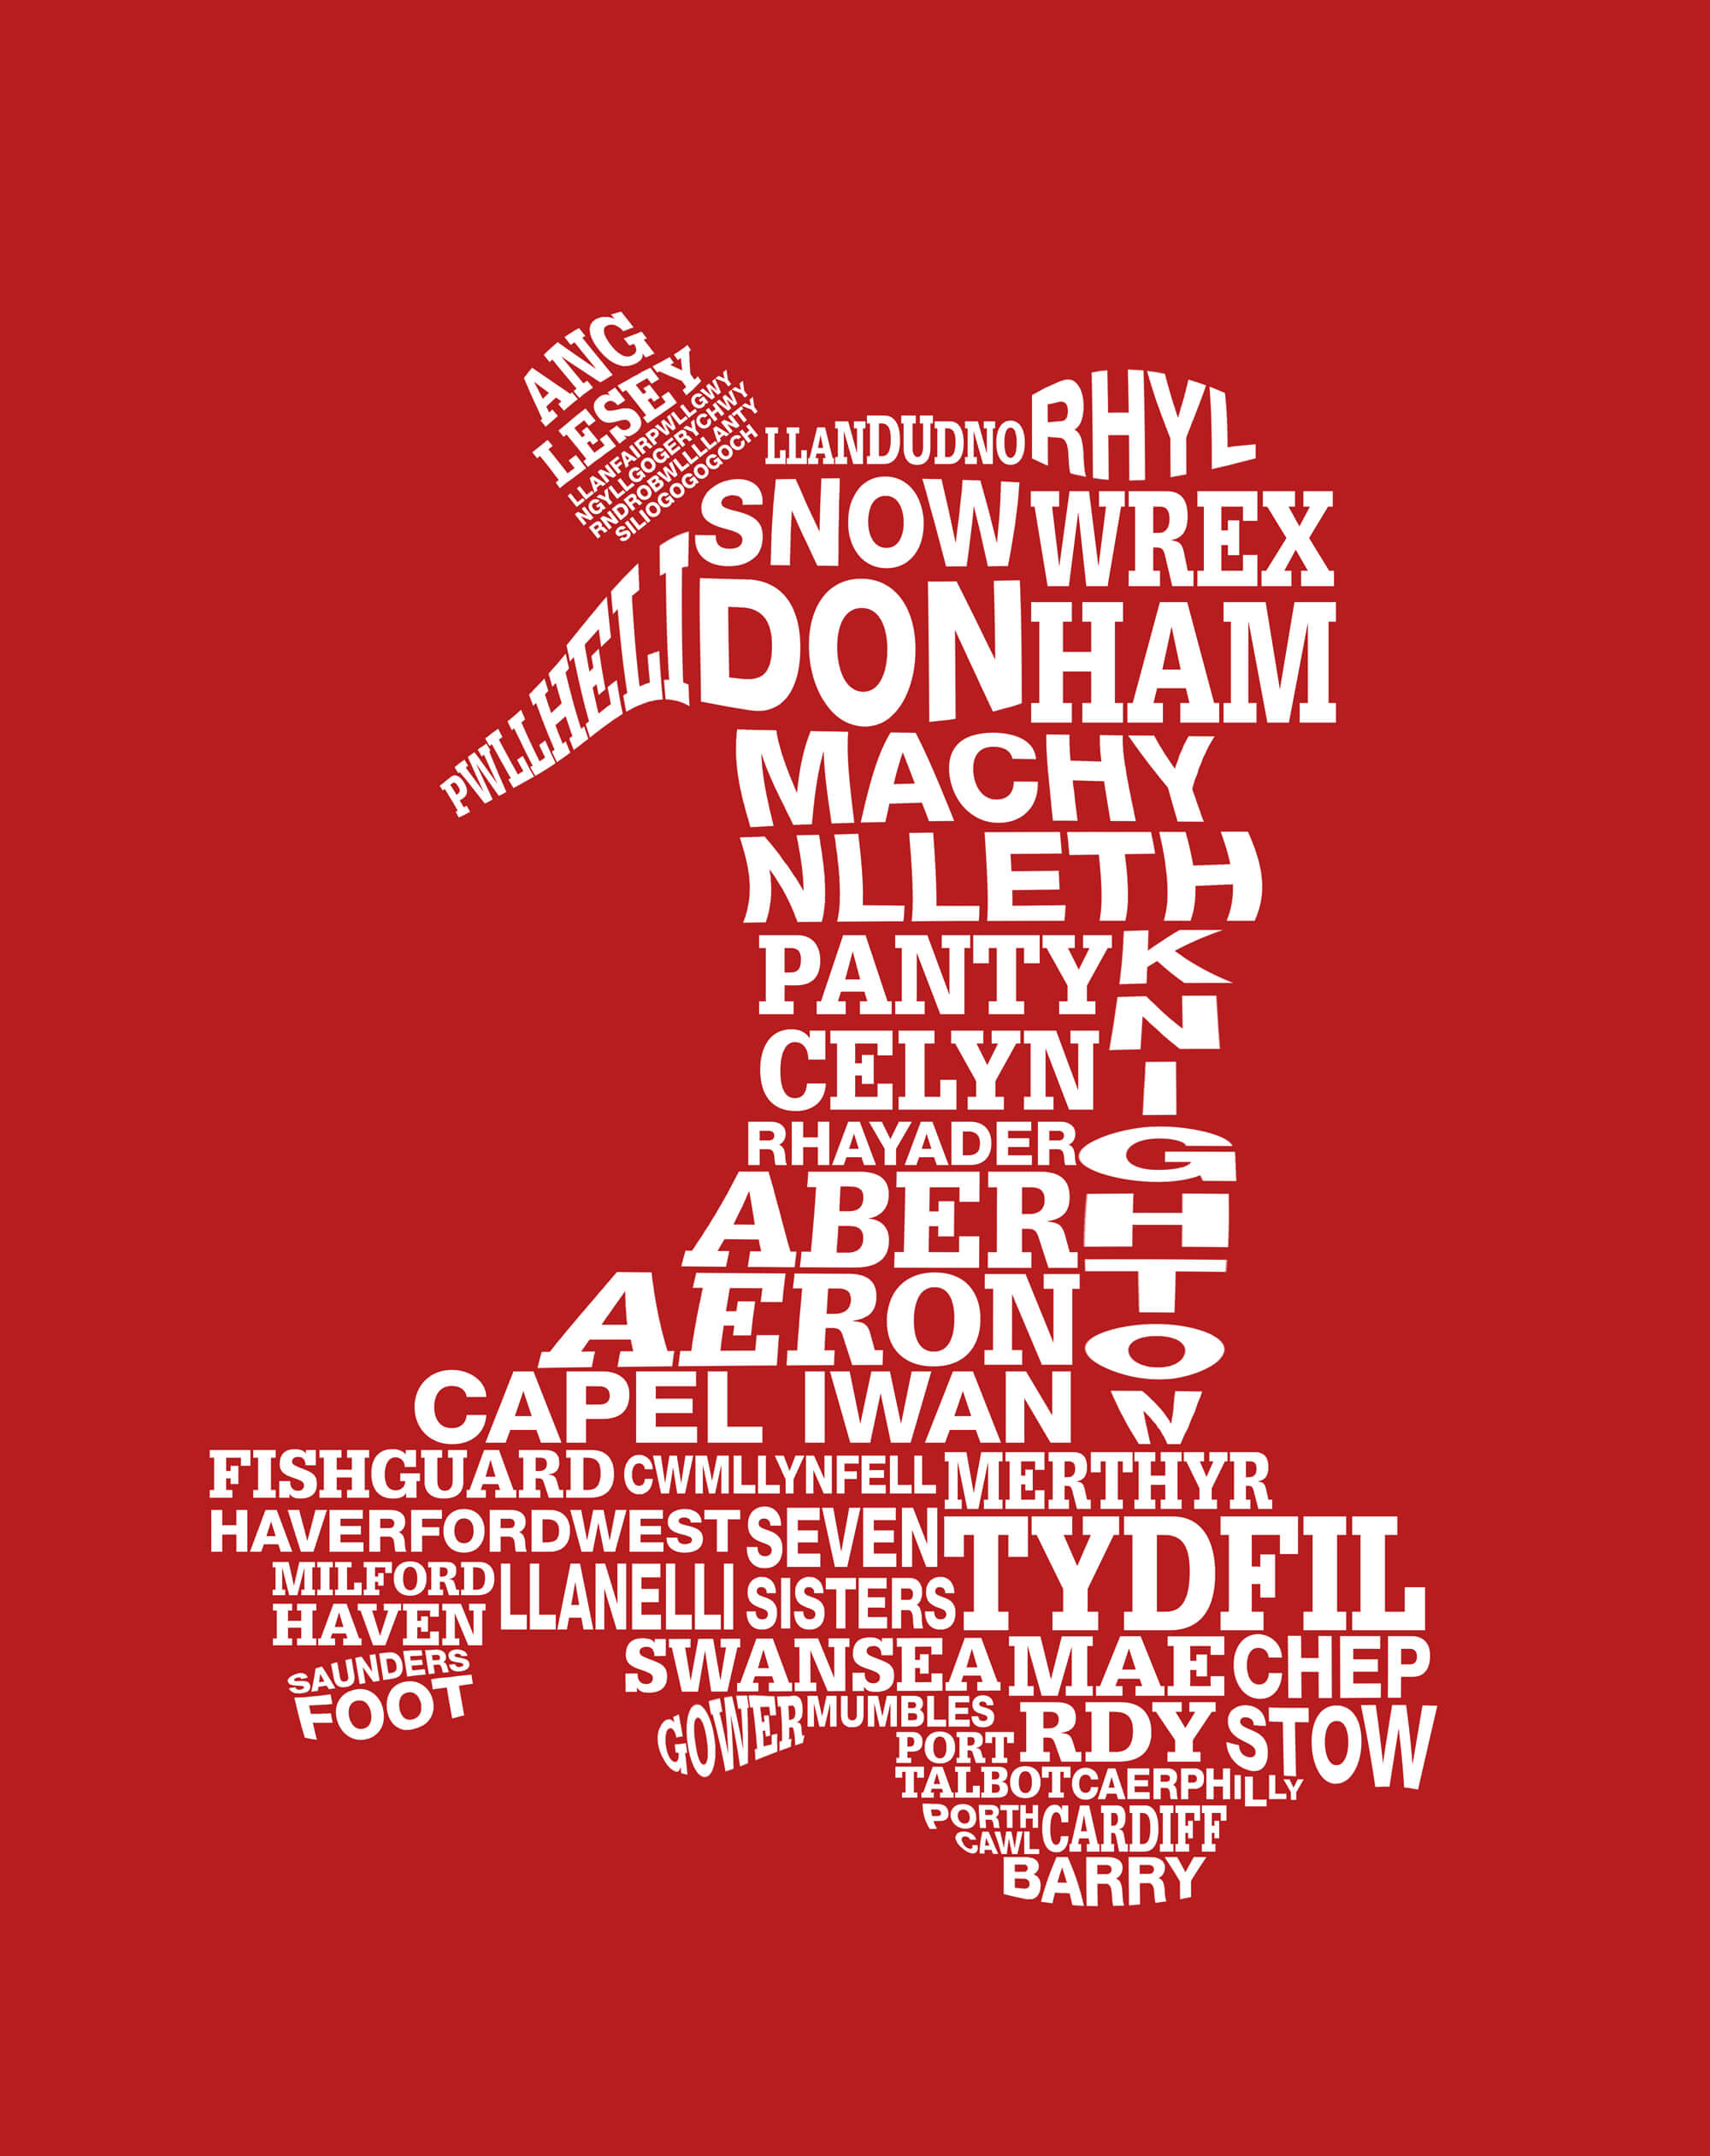 ANG
LESEY
LLANFAIRPWLLGWY
NGYLLGOGERYCHWY
RNDROBWLLLLANTY
SILIOGOGOGOCH
LLANDUDNO
RHYL
SNOW
DONIA
WREX
HAM
PWLLHELI
MACHY
NLLETH
PANTY
CELYN
KNIGHTON
RHAYADER
ABER
AERON
CAPEL IWAN
FISHGUARD
CWMLLYNFELL
MERTHYR
TYDFIL
HAVERFORDWEST
SEVEN
SISTERS
MILFORD
HAVEN
LLANELLI
SAUNDERS
FOOT
SWANSEA
MAE
RDY
CHEP
STOW
GOWER
MUMBLES
PORT
TALBOT
CAERPHILLY
PORTH
CAWL
CARDIFF
BARRY